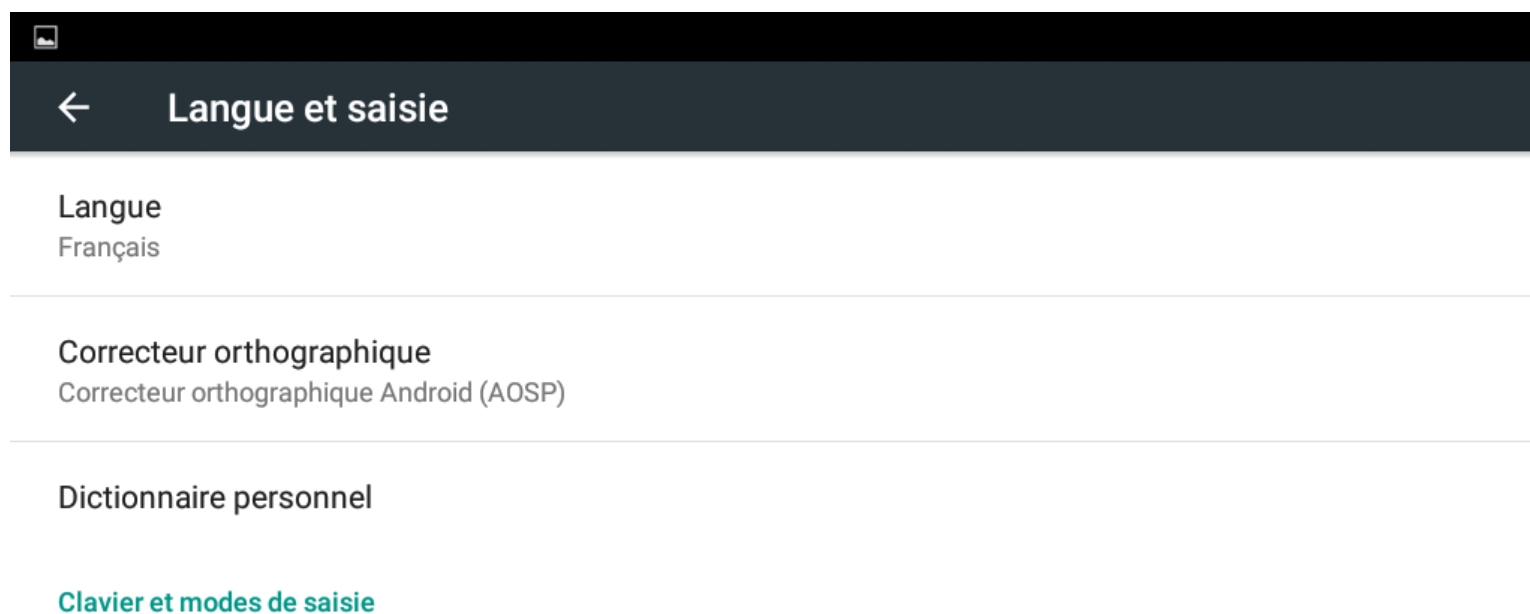 Langue et saisie
Langue
Français
Correcteur orthographique
Correcteur orthographique Android (AOSP)
Dictionnaire personnel
Clavier et modes de saisie